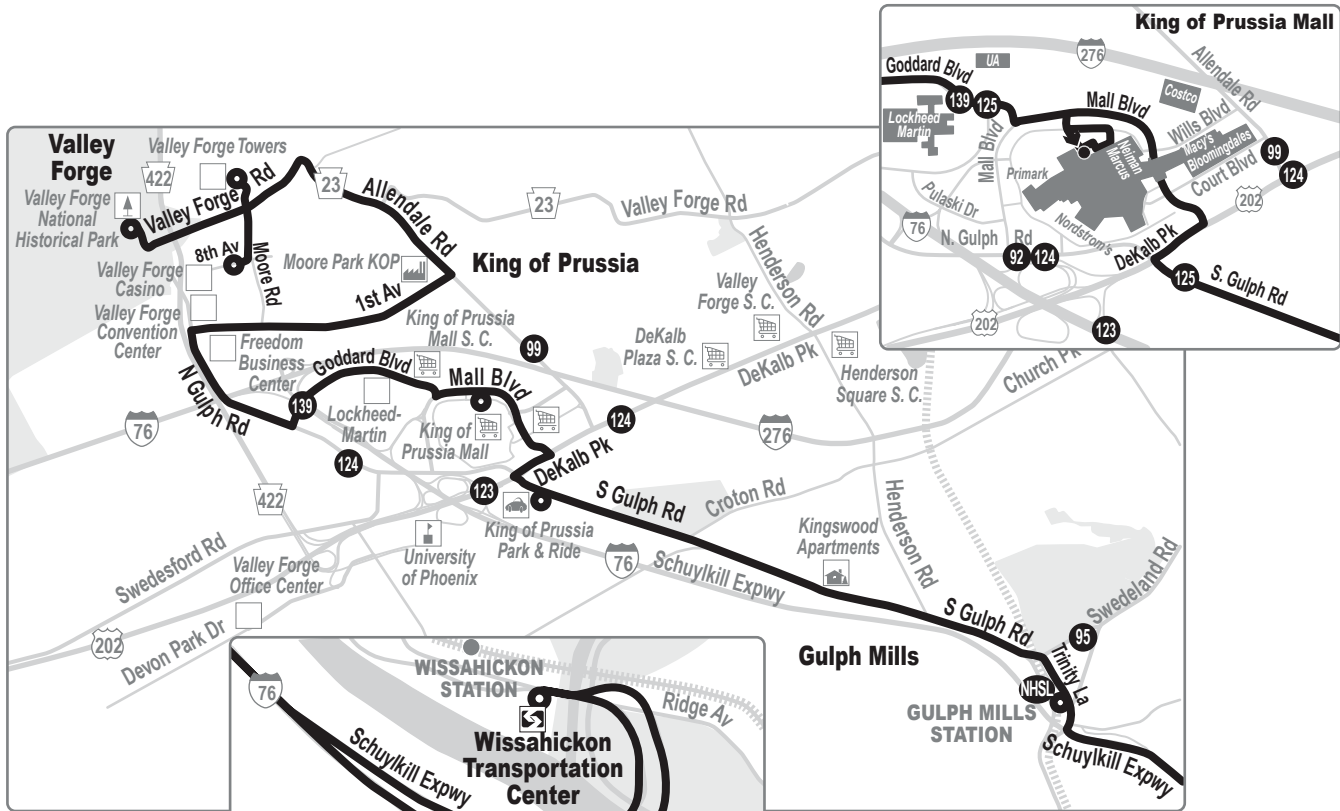 King of Prussia Mall
276
Allendale Rd
Goddard Blvd
UA
139
125
Mall Blvd
Costco
Lockheed
Martin
Wills Blvd
Mall Blvd
Neiman
Marcus
Macy's
Bloomingdales
99
Court Blvd
124
Primark
202
Pulaski Dr
Nordstrom's
76
N. Gulph Rd
DeKalb Pk
92
124
125
S. Gulph Rd
202
123
Valley
Forge
Valley Forge Towers
422
23
Valley Forge
National
Historical Park
Valley Forge Rd
Allendale Rd
23
Valley Forge Rd
8th Av
Moore Rd
Moore Park KOP
King of Prussia
Henderson Rd
Valley Forge
Casino
Valley Forge
Convention
Center
1st Av
Valley
Forge S. C.
King of Prussia
Mall S. C.
99
DeKalb
Plaza S. C.
DeKalb Pk
Henderson
Square S. C.
Church Pk
Freedom
Business
Center
Goddard Blvd
Mall Blvd
N Gulph Rd
139
Lockheed-
Martin
76
King of
Prussia Mall
124
276
124
DeKalb Pk
123
422
S Gulph Rd
Croton Rd
Henderson Rd
King of Prussia
Park & Ride
University
of Phoenix
Kingswood
Apartments
Swedesford Rd
Valley Forge
Office Center
76
Schuylkill Expwy
Swedeland Rd
202
Devon Park Dr
S Gulph Rd
95
Gulph Mills
Trinity La
NHSL
GULPH MILLS
STATION
Schuylkill Expwy
WISSAHICKON
STATION
76
Ridge Av
Schuylkill Expwy
Wissahickon
Transportation
Center